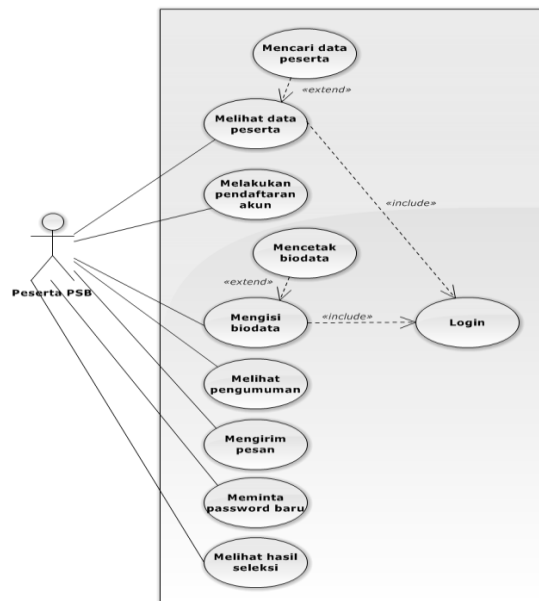 Mencari data
peserta
«extend»
Melihat data
peserta
Melakukan
pendaftaran
akun
«include»
Mencetak
biodata
«extend»
Peserta PSB
Mengisi
biodata
«include»
Login
Melihat
pengumuman
Mengirim
pesan
Meminta
password baru
Melihat hasil
seleksi